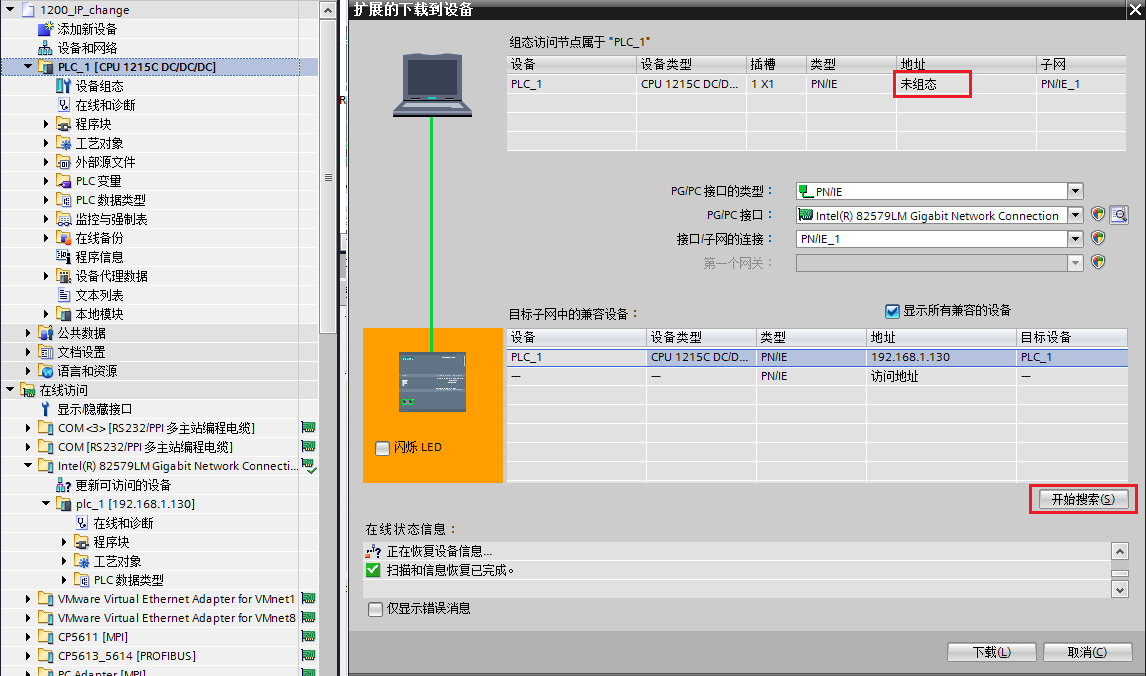 1200_IP_change
添加新设备
设备和网络
PLC_1 [CPU 1215C DC/DC/DC]
设备组态
在线和诊断
程序块
工艺对象
外部源文件
PLC 变量
PLC 数据类型
监控与强制表
在线备份
程序信息
设备代理数据
文本列表
本地模块
公共数据
文档设置
语言和资源
在线访问
显示/隐藏接口
COM <3> [RS232/PPI 多主站编程电缆]
COM [RS232/PPI 多主站编程电缆]
Intel(R) 82579LM Gigabit Network Connecti...
更新可访问的设备
plc_1 [192.168.1.130]
在线和诊断
程序块
工艺对象
PLC 数据类型
VMware Virtual Ethernet Adapter for VMnet1
VMware Virtual Ethernet Adapter for VMnet8
CP5611 [MPI]
CP5613_5614 [PROFIBUS]
PC Adapter [MPI]
扩展的下载到设备
组态访问节点属于 "PLC_1"
设备 设备类型 插槽 类型 地址 子网
PLC_1 CPU 1215C DC/D... 1 X1 PN/IE 未组态 PN/IE_1
PG/PC 接口的类型： PN/IE
PG/PC 接口： Intel(R) 82579LM Gigabit Network Connection
接口/子网的连接： PN/IE_1
第一个网关：
目标子网中的兼容设备： 显示所有兼容的设备
设备 设备类型 类型 地址 目标设备
PLC_1 CPU 1215C DC/D... PN/IE 192.168.1.130 PLC_1
— — PN/IE 访问地址 —
闪烁 LED
开始搜索(S)
在线状态信息：
正在恢复设备信息...
扫描和信息恢复已完成。
仅显示错误消息
下载(L) 取消(C)